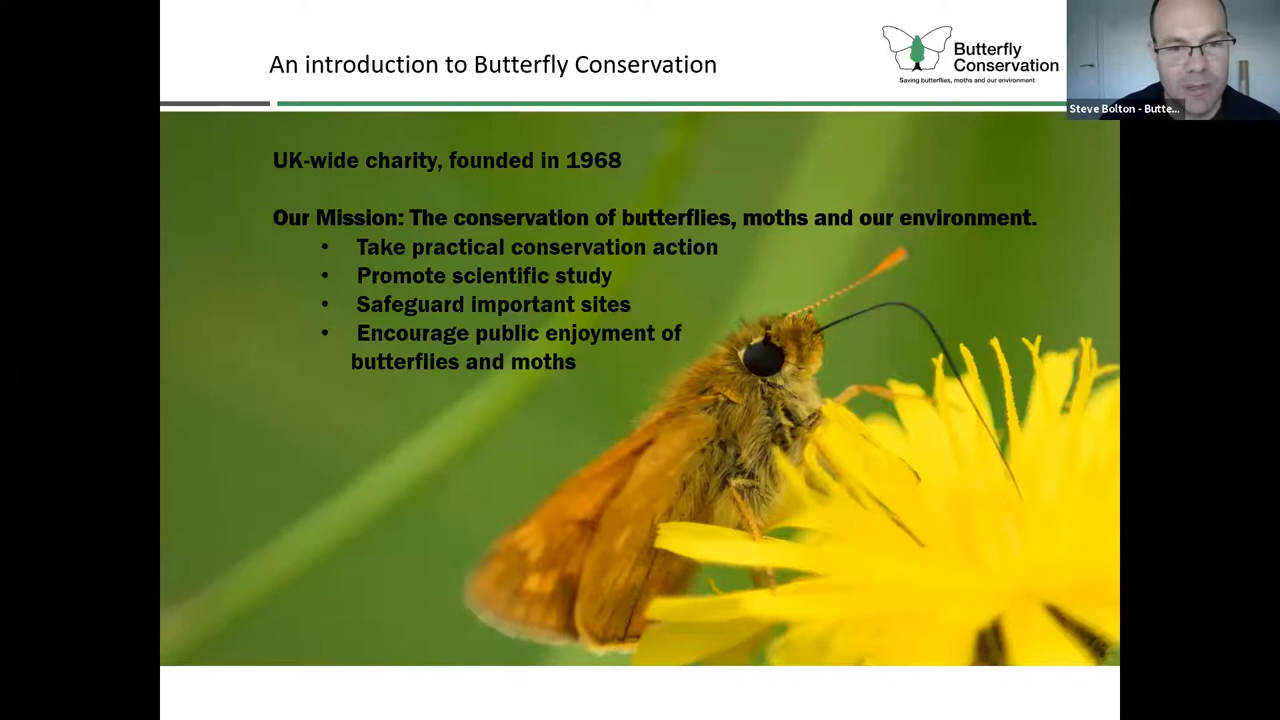 An introduction to Butterfly Conservation
Butterfly
Conservation
Saving butterflies, moths and our environment
Steve Bolton - Butte...
UK-wide charity, founded in 1968
Our Mission: The conservation of butterflies, moths and our environment.
• Take practical conservation action
• Promote scientific study
• Safeguard important sites
• Encourage public enjoyment of
butterflies and moths